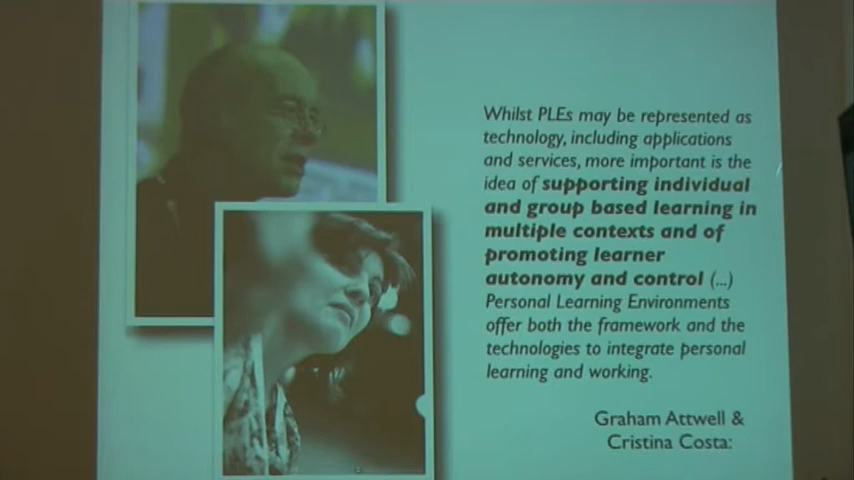 Whilst PLEs may be represented as
technology, including applications
and services, more important is the
idea of supporting individual
and group based learning in
multiple contexts and of
promoting learner
autonomy and control (...)
Personal Learning Environments
offer both the framework and the
technologies to integrate personal
learning and working.
Graham Attwell &
Cristina Costa: